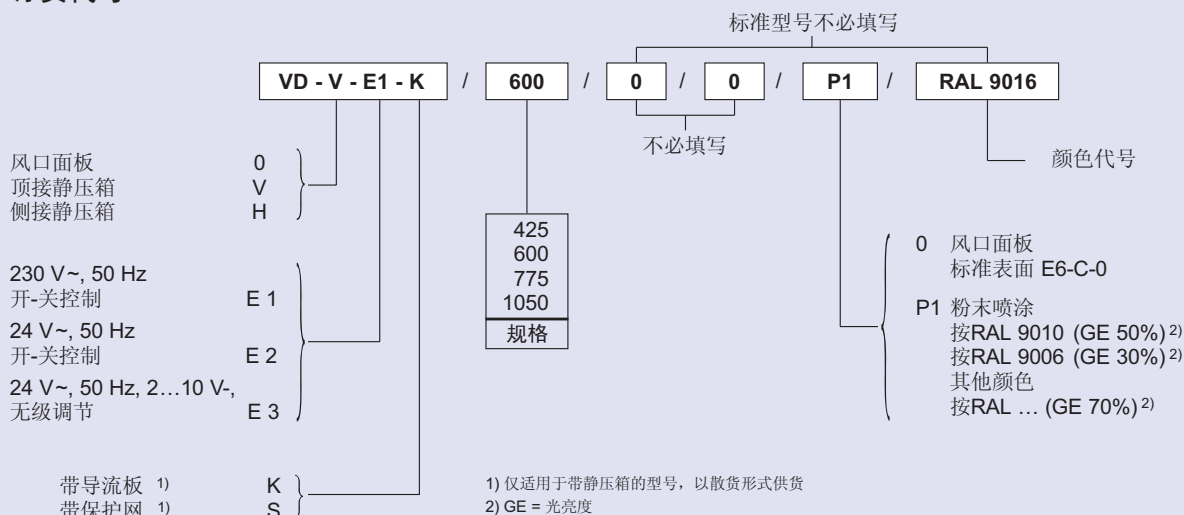 标准型号不必填写
VD - V - E1 - K / 600 / 0 / 0 / P1 / RAL 9016
不必填写
颜色代号
风口面板 0
顶接静压箱 V
侧接静压箱 H
230 V~, 50 Hz
开-关控制 E 1
24 V~, 50 Hz
开-关控制 E 2
24 V~, 50 Hz, 2…10 V-,
无级调节 E 3
425
600
775
1050
规格
0 风口面板
标准表面 E6-C-0
P1 粉末喷涂
按RAL 9010 (GE 50%) 2)
按RAL 9006 (GE 30%) 2)
其他颜色
按RAL … (GE 70%) 2)
带导流板 1) K
带保护网 1) S
1) 仅适用于带静压箱的型号，以散货形式供货
2) GE = 光亮度